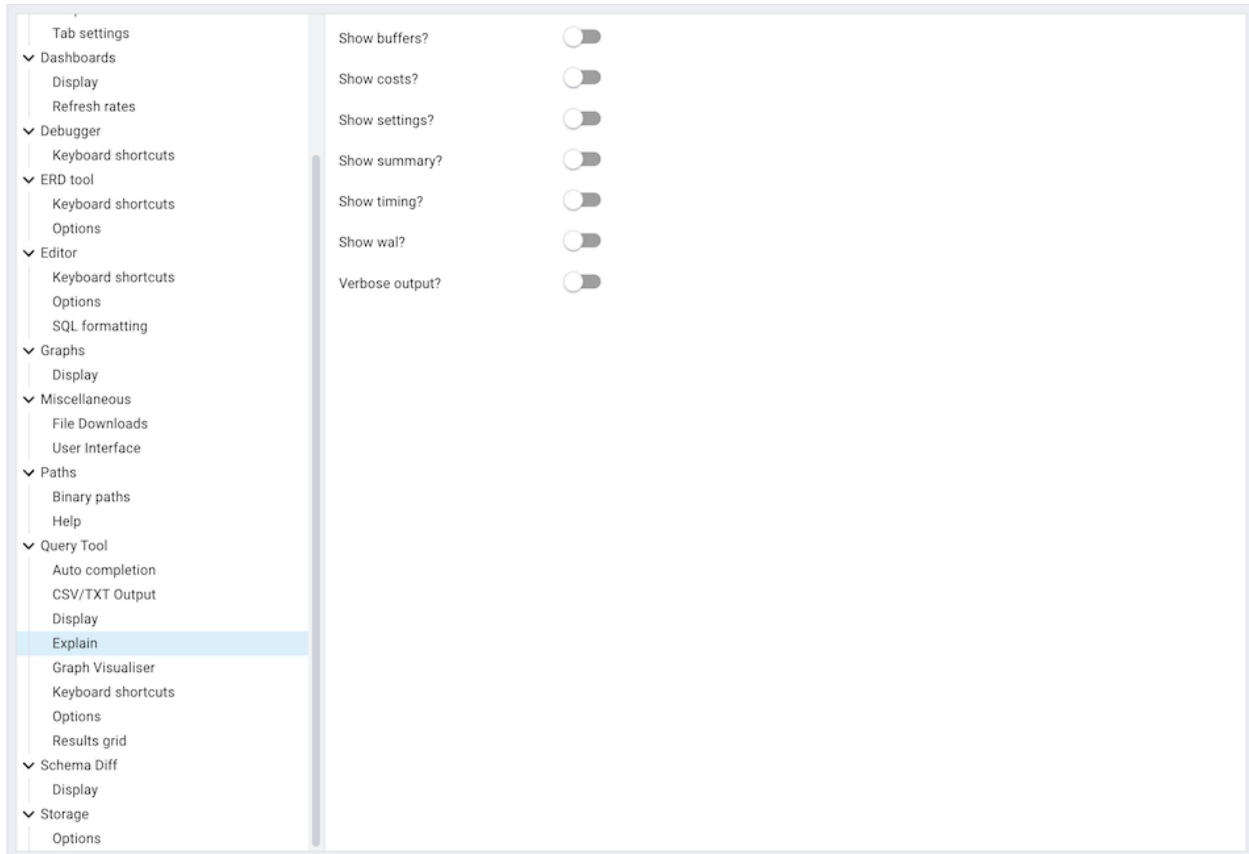 Tab settings
Dashboards
Display
Refresh rates
Debugger
Keyboard shortcuts
ERD tool
Keyboard shortcuts
Options
Editor
Keyboard shortcuts
Options
SQL formatting
Graphs
Display
Miscellaneous
File Downloads
User Interface
Paths
Binary paths
Help
Query Tool
Auto completion
CSV/TXT Output
Display
Explain
Graph Visualiser
Keyboard shortcuts
Options
Results grid
Schema Diff
Display
Storage
Options
Show buffers?
Show costs?
Show settings?
Show summary?
Show timing?
Show wal?
Verbose output?